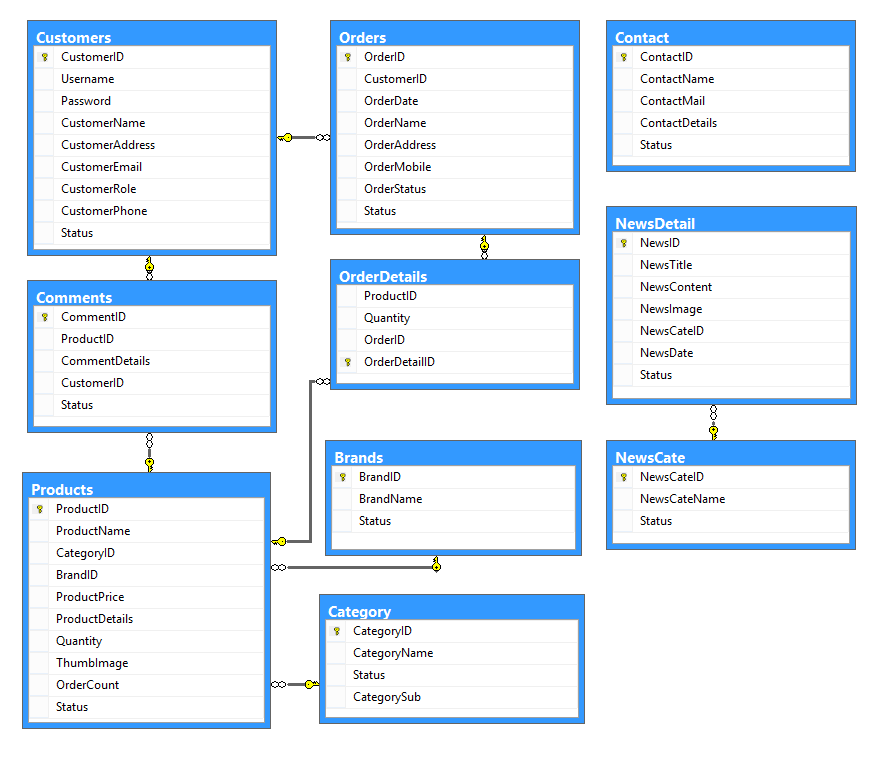 Customers
CustomerID
Username
Password
CustomerName
CustomerAddress
CustomerEmail
CustomerRole
CustomerPhone
Status
Orders
OrderID
CustomerID
OrderDate
OrderName
OrderAddress
OrderMobile
OrderStatus
Status
Contact
ContactID
ContactName
ContactMail
ContactDetails
Status
NewsDetail
NewsID
NewsTitle
NewsContent
NewsImage
NewsCateID
NewsDate
Status
Comments
CommentID
ProductID
CommentDetails
CustomerID
Status
OrderDetails
ProductID
Quantity
OrderID
OrderDetailID
Brands
BrandID
BrandName
Status
NewsCate
NewsCateID
NewsCateName
Status
Products
ProductID
ProductName
CategoryID
BrandID
ProductPrice
ProductDetails
Quantity
ThumbImage
OrderCount
Status
Category
CategoryID
CategoryName
Status
CategorySub